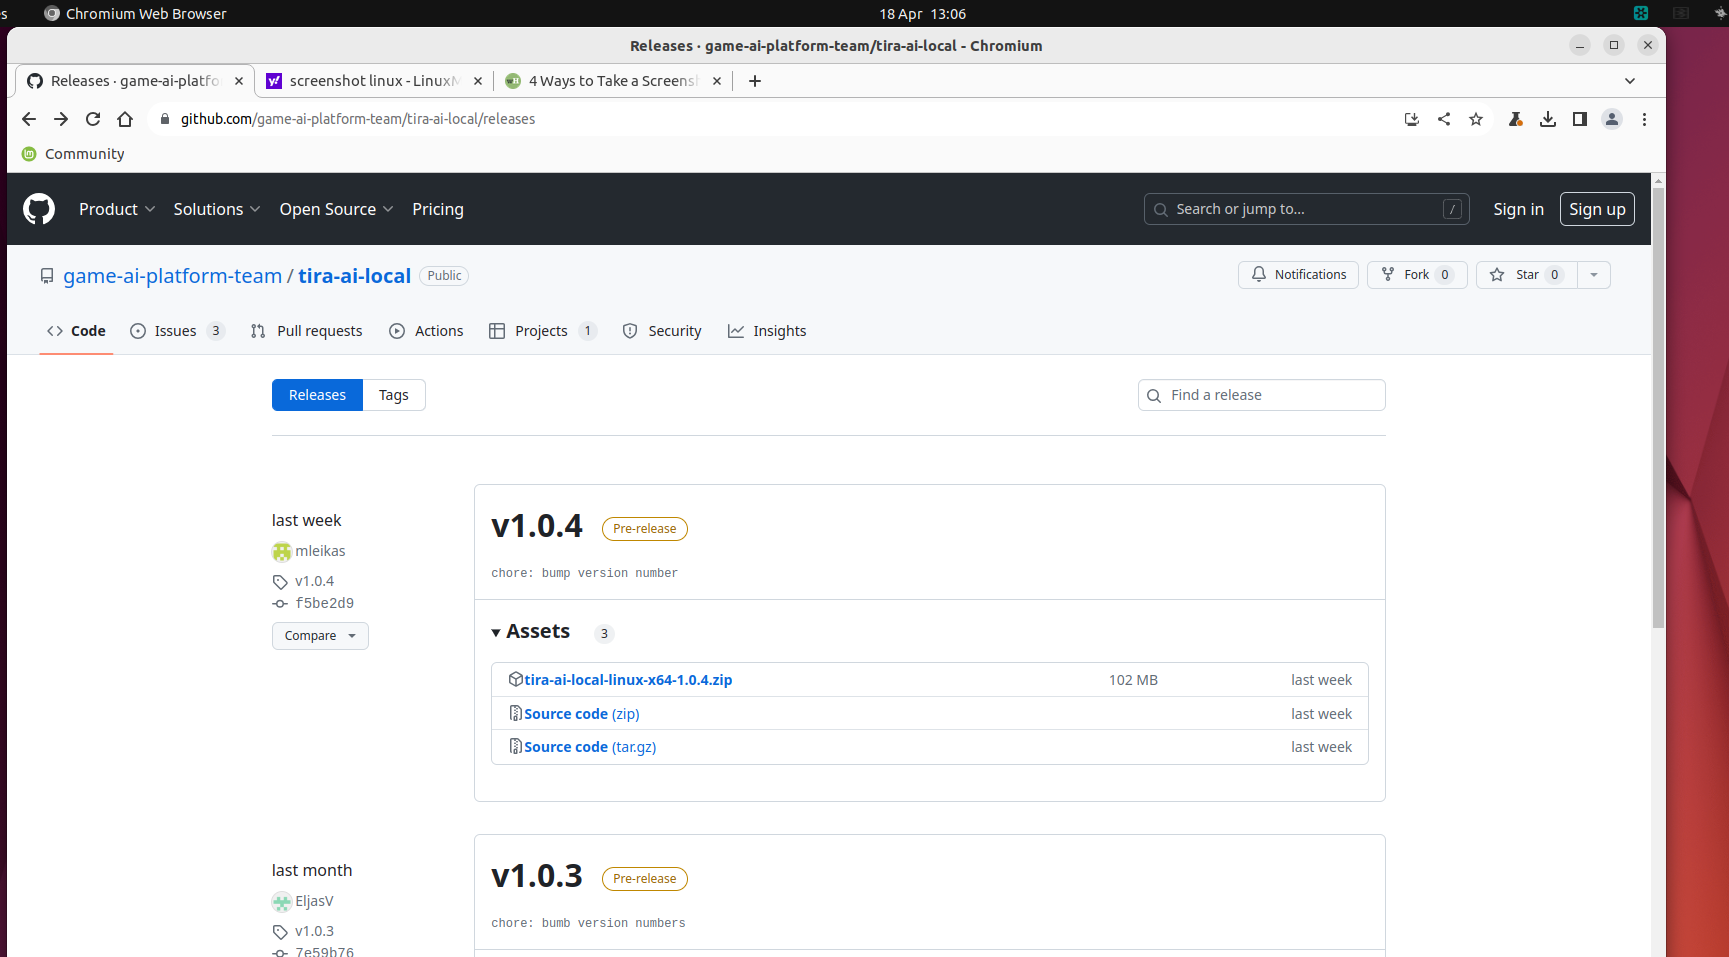 es Chromium Web Browser 18 Apr 13:06
Releases · game-ai-platform-team/tira-ai-local - Chromium
Releases · game-ai-platfo screenshot linux - LinuxM 4 Ways to Take a Screensh
github.com/game-ai-platform-team/tira-ai-local/releases
Community
Product Solutions Open Source Pricing Search or jump to... / Sign in Sign up
game-ai-platform-team / tira-ai-local Public Notifications Fork 0 Star 0
Code Issues 3 Pull requests Actions Projects 1 Security Insights
Releases Tags Find a release
last week
mleikas
v1.0.4
f5be2d9
Compare
v1.0.4 Pre-release
chore: bump version number
Assets 3
tira-ai-local-linux-x64-1.0.4.zip 102 MB last week
Source code (zip) last week
Source code (tar.gz) last week
last month
EljasV
v1.0.3
7e59b76
v1.0.3 Pre-release
chore: bumb version numbers